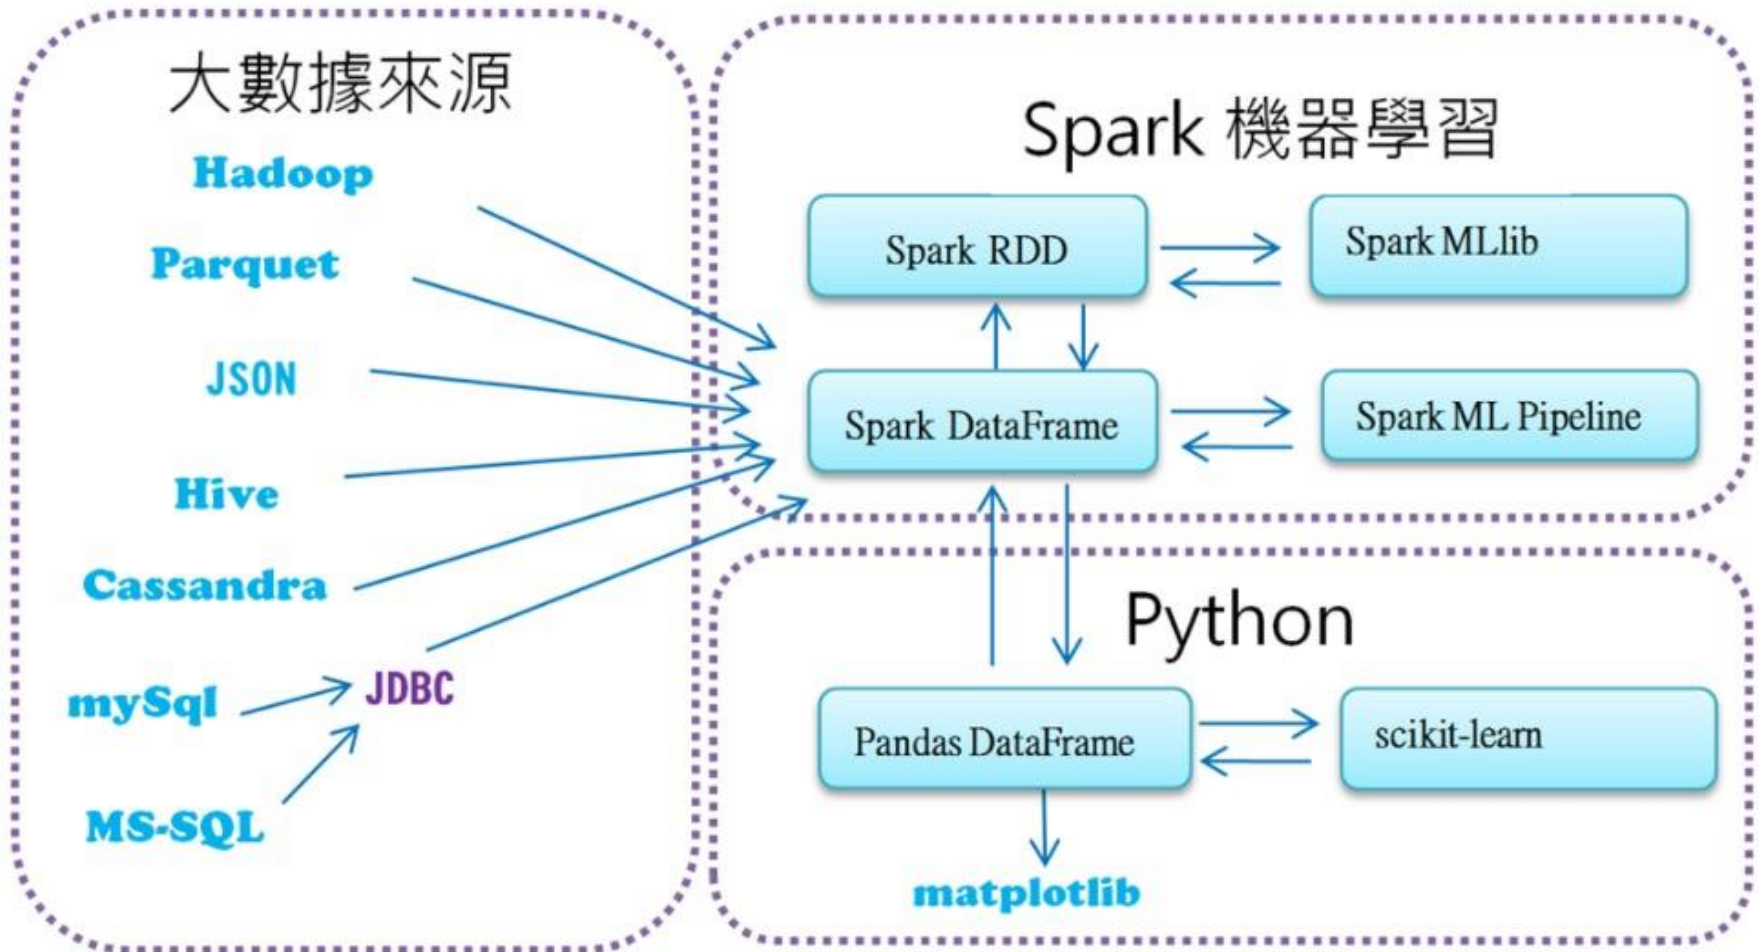 大數據來源
Hadoop
Parquet
JSON
Hive
Cassandra
mySql
JDBC
MS-SQL
Spark 機器學習
Spark RDD
Spark MLlib
Spark DataFrame
Spark ML Pipeline
Python
Pandas DataFrame
scikit-learn
matplotlib